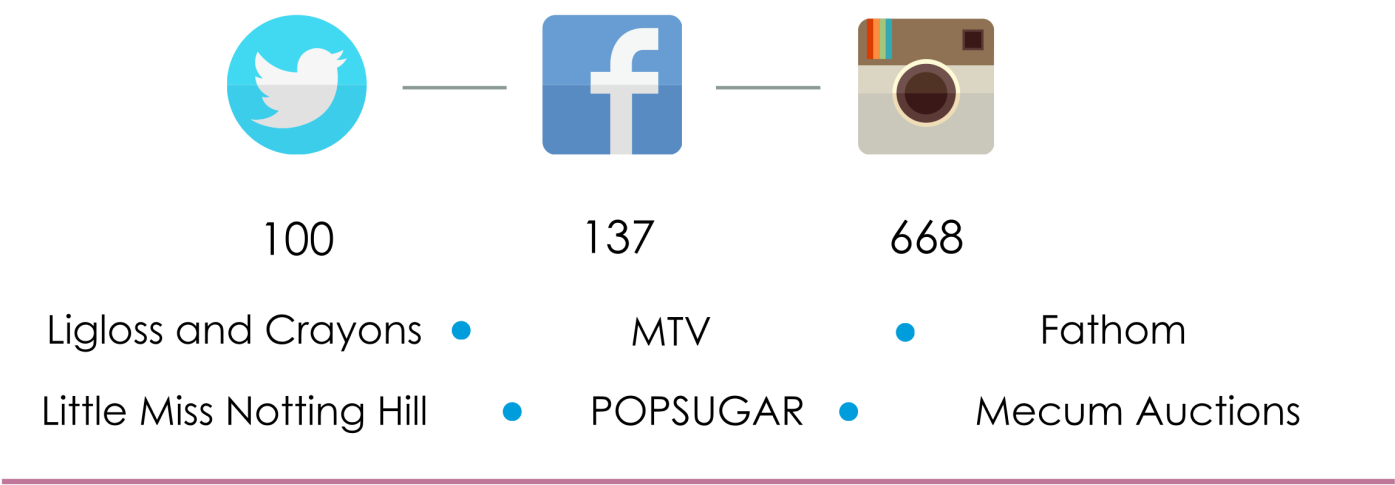 100 137 668
Ligloss and Crayons • MTV • Fathom
Little Miss Notting Hill • POPSUGAR • Mecum Auctions